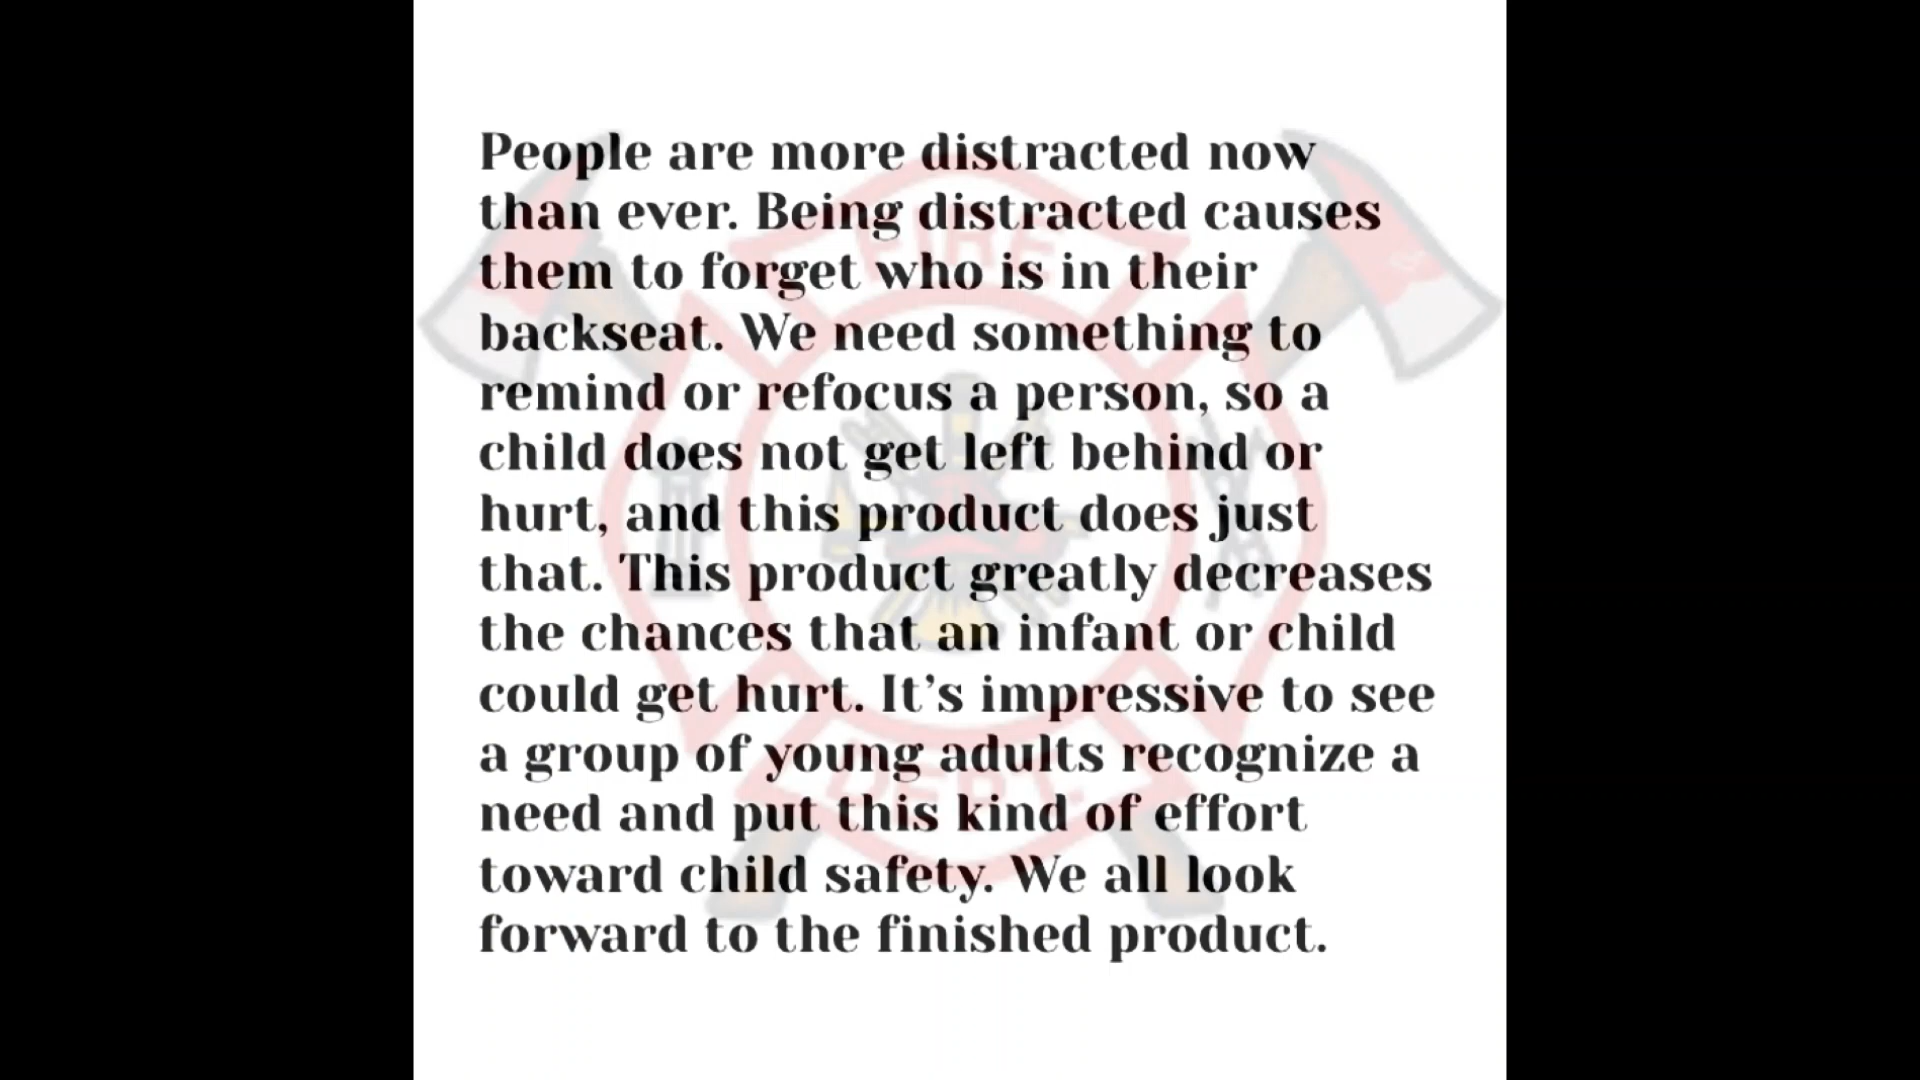 People are more distracted now
than ever. Being distracted causes
them to forget who is in their
backseat. We need something to
remind or refocus a person, so a
child does not get left behind or
hurt, and this product does just
that. This product greatly decreases
the chances that an infant or child
could get hurt. It’s impressive to see
a group of young adults recognize a
need and put this kind of effort
toward child safety. We all look
forward to the finished product.
FIRE
DEPT.